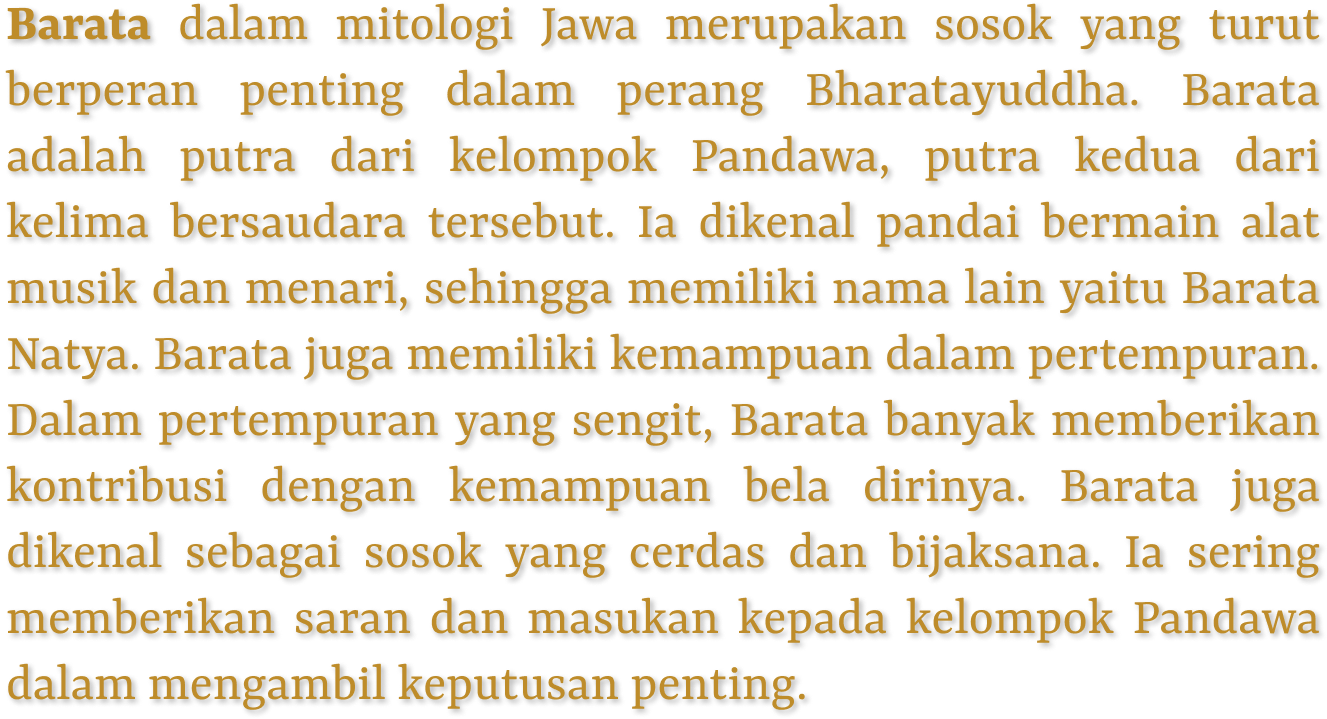 Barata dalam mitologi Jawa merupakan sosok yang turut
berperan penting dalam perang Bharatayuddha. Barata
adalah putra dari kelompok Pandawa, putra kedua dari
kelima bersaudara tersebut. Ia dikenal pandai bermain alat
musik dan menari, sehingga memiliki nama lain yaitu Barata
Natya. Barata juga memiliki kemampuan dalam pertempuran.
Dalam pertempuran yang sengit, Barata banyak memberikan
kontribusi dengan kemampuan bela dirinya. Barata juga
dikenal sebagai sosok yang cerdas dan bijaksana. Ia sering
memberikan saran dan masukan kepada kelompok Pandawa
dalam mengambil keputusan penting.